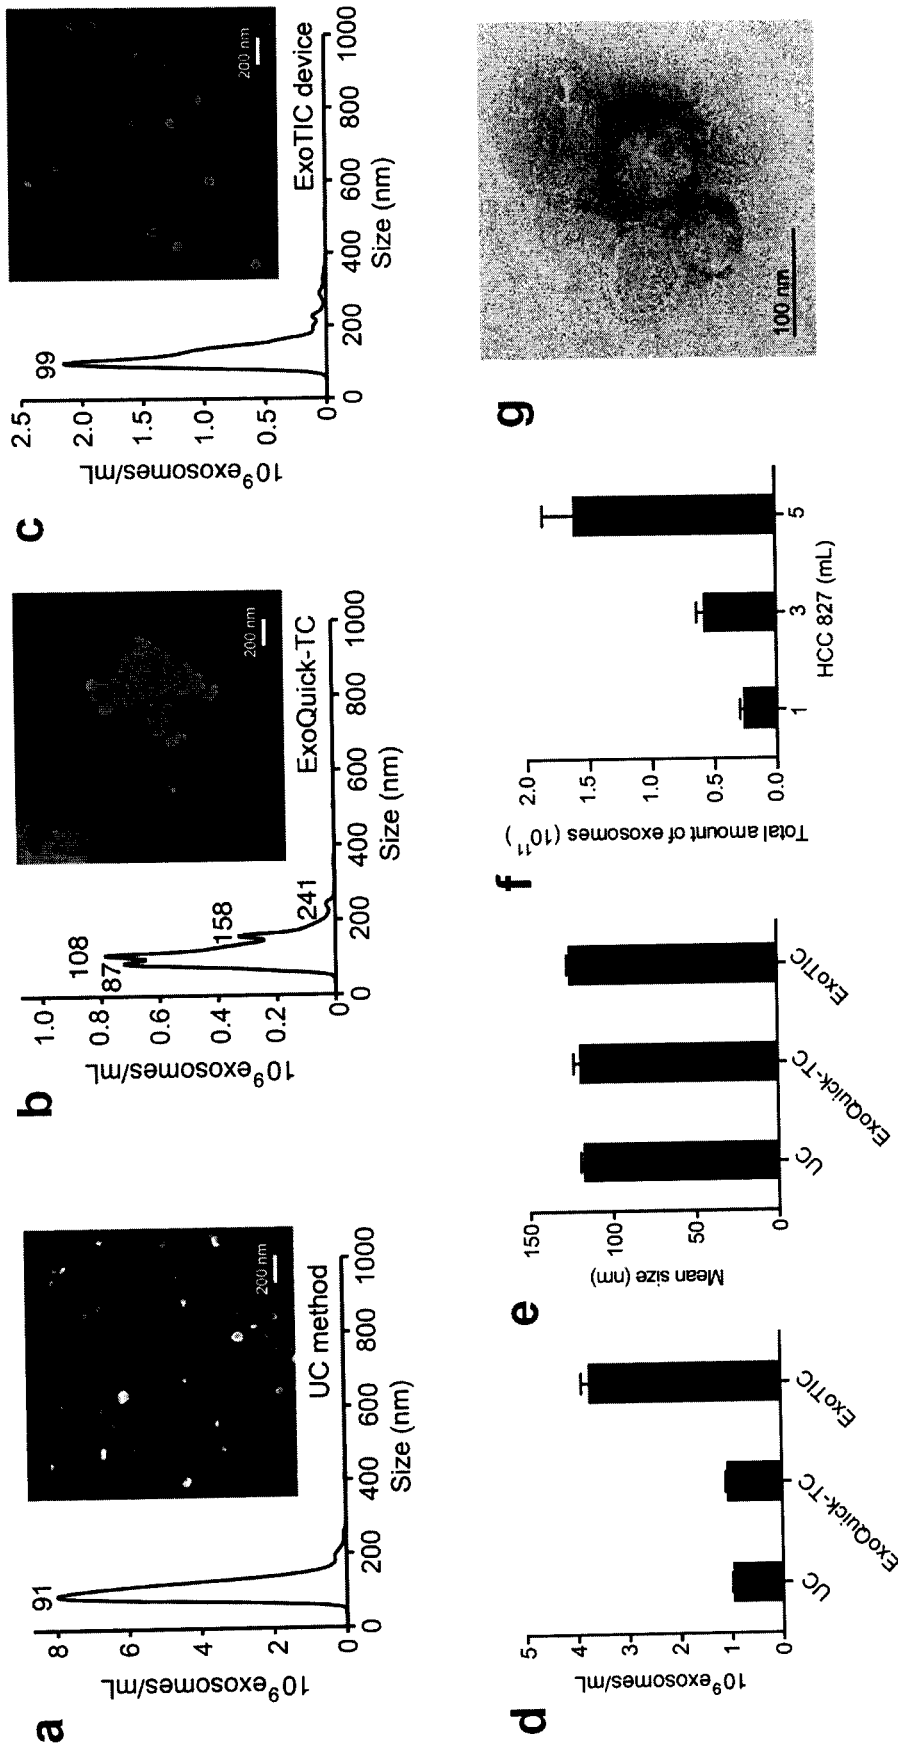 a
10⁹exosomes/mL
8
6
4
2
0
91
200 nm
UC method
0 200 400 600 800 1000
Size (nm)
b
10⁹exosomes/mL
1.0
0.8
0.6
0.4
0.2
0
87
108
158
241
200 nm
ExoQuick-TC
0 200 400 600 800 1000
Size (nm)
c
10⁹exosomes/mL
2.5
2.0
1.5
1.0
0.5
0
99
200 nm
ExoTIC device
0 200 400 600 800 1000
Size (nm)
d
10⁹exosomes/mL
5
4
3
2
1
0
UC
ExoQuick-TC
ExoTIC
e
Mean size (nm)
150
100
50
0
UC
ExoQuick-TC
ExoTIC
f
Total amount of exosomes (10¹¹)
2.0
1.5
1.0
0.5
0.0
1 3 5
HCC 827 (mL)
g
100 nm